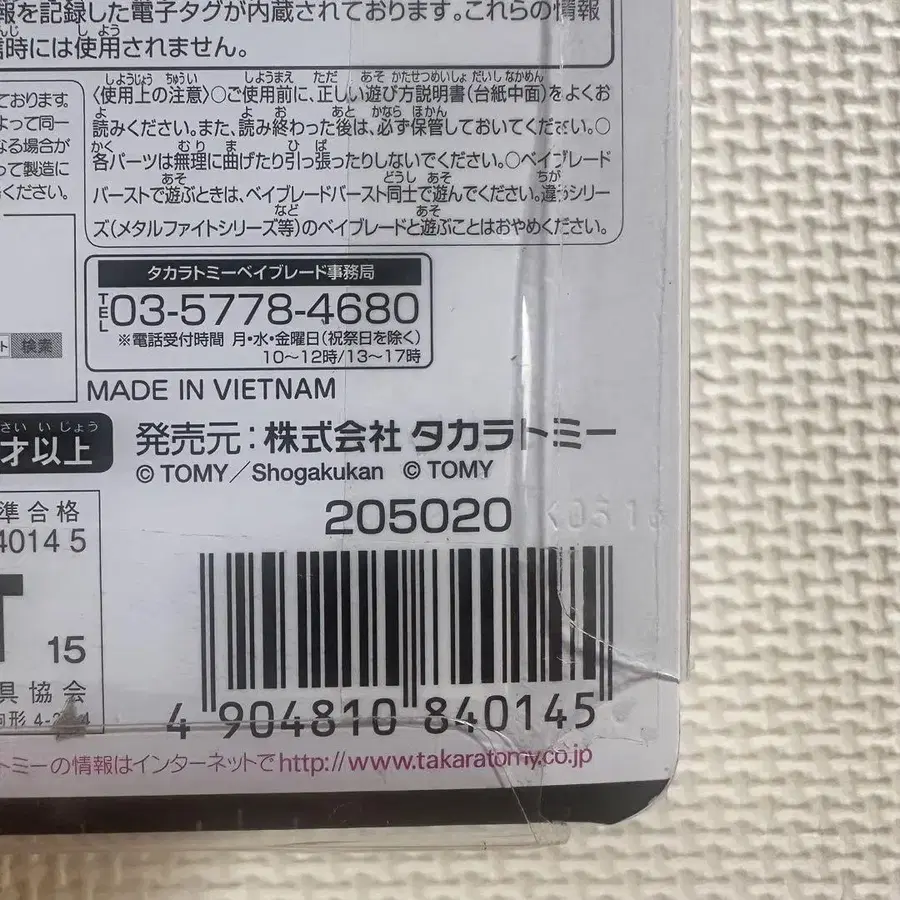 報を記録した電子タグが内蔵されております。これらの情報
時には使用されません。
ております。
よって同一
なる場合が
って製造に
ください。
〈使用上の注意〉○ご使用前に、正しい遊び方説明書(台紙中面)をよくお
読みください。また、読み終わった後は、必ず保管しておいてください。○
各パーツは無理に曲げたり引っ張ったりしないでください。○ベイブレード
バーストで遊ぶときは、ベイブレードバースト同士で遊んでください。違うシリー
ズ(メタルファイトシリーズ等)のベイブレードと遊ぶことはおやめください。
タカラトミーベイブレード事務局
TEL 03-5778-4680
※電話受付時間 月・水・金曜日(祝祭日を除く)
10〜12時/13〜17時
検索
MADE IN VIETNAM
さい いじょう
才以上
発売元:株式会社 タカラトミー
© TOMY/Shogakukan © TOMY
準合格
4014 5
T
15
具協会
205020
4 904810 840145
トミーの情報はインターネットでhttp://www.takaratomy.co.jp